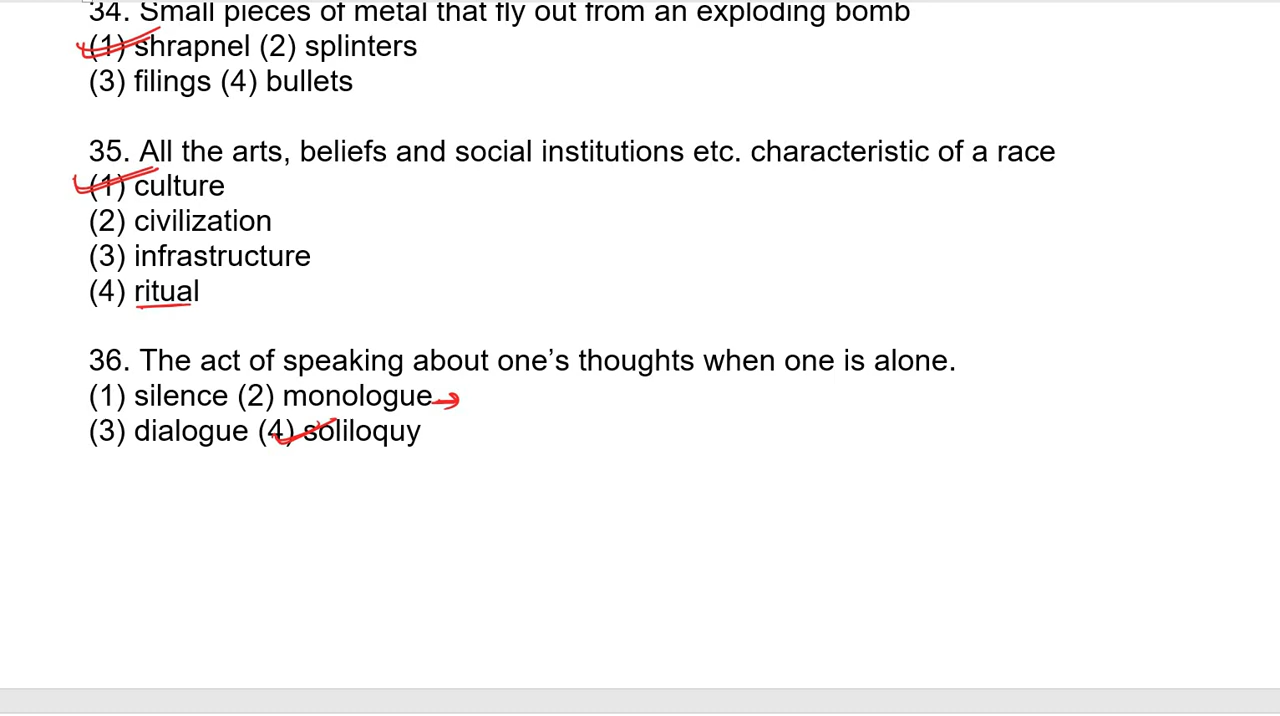 34. Small pieces of metal that fly out from an exploding bomb
(1) shrapnel (2) splinters
(3) filings (4) bullets
35. All the arts, beliefs and social institutions etc. characteristic of a race
(1) culture
(2) civilization
(3) infrastructure
(4) ritual
36. The act of speaking about one’s thoughts when one is alone.
(1) silence (2) monologue
(3) dialogue (4) soliloquy